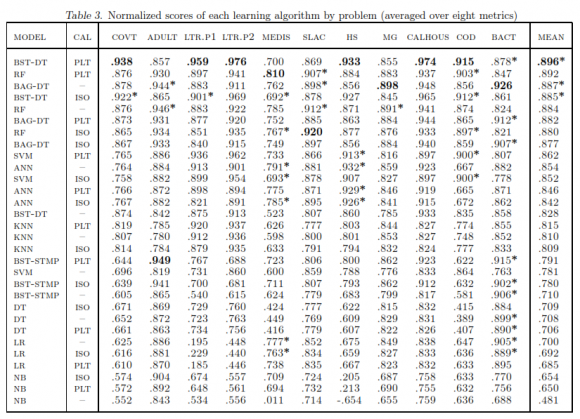 Table 3. Normalized scores of each learning algorithm by problem (averaged over eight metrics)
MODEL CAL COVT ADULT LTR.P1 LTR.P2 MEDIS SLAC HS MG CALHOUS COD BACT MEAN
BST-DT PLT .938 .857 .959 .976 .700 .869 .933 .855 .974 .915 .878* .896*
RF PLT .876 .930 .897 .941 .810 .907* .884 .883 .937 .903* .847 .892
BAG-DT – .878 .944* .883 .911 .762 .898* .856 .898 .948 .856 .926 .887*
BST-DT ISO .922* .865 .901* .969 .692* .878 .927 .845 .965 .912* .861 .885*
RF – .876 .946* .883 .922 .785 .912* .871 .891* .941 .874 .824 .884
BAG-DT PLT .873 .931 .877 .920 .752 .885 .863 .884 .944 .865 .912* .882
RF ISO .865 .934 .851 .935 .767* .920 .877 .876 .933 .897* .821 .880
BAG-DT ISO .867 .933 .840 .915 .749 .897 .856 .884 .940 .859 .907* .877
SVM PLT .765 .886 .936 .962 .733 .866 .913* .816 .897 .900* .807 .862
ANN – .764 .884 .913 .901 .791* .881 .932* .859 .923 .667 .882 .854
SVM ISO .758 .882 .899 .954 .693* .878 .907 .827 .897 .900* .778 .852
ANN PLT .766 .872 .898 .894 .775 .871 .929* .846 .919 .665 .871 .846
ANN ISO .767 .882 .821 .891 .785* .895 .926* .841 .915 .672 .862 .842
BST-DT – .874 .842 .875 .913 .523 .807 .860 .785 .933 .835 .858 .828
KNN PLT .819 .785 .920 .937 .626 .777 .803 .844 .827 .774 .855 .815
KNN – .807 .780 .912 .936 .598 .800 .801 .853 .827 .748 .852 .810
KNN ISO .814 .784 .879 .935 .633 .791 .794 .832 .824 .777 .833 .809
BST-STMP PLT .644 .949 .767 .688 .723 .806 .800 .862 .923 .622 .915* .791
SVM – .696 .819 .731 .860 .600 .859 .788 .776 .833 .864 .763 .781
BST-STMP ISO .639 .941 .700 .681 .711 .807 .793 .862 .912 .632 .902* .780
BST-STMP – .605 .865 .540 .615 .624 .779 .683 .799 .817 .581 .906* .710
DT ISO .671 .869 .729 .760 .424 .777 .622 .815 .832 .415 .884 .709
DT – .652 .872 .723 .763 .449 .769 .609 .829 .831 .389 .899* .708
DT PLT .661 .863 .734 .756 .416 .779 .607 .822 .826 .407 .890* .706
LR – .625 .886 .195 .448 .777* .852 .675 .849 .838 .647 .905* .700
LR ISO .616 .881 .229 .440 .763* .834 .659 .827 .833 .636 .889* .692
LR PLT .610 .870 .185 .446 .738 .835 .667 .823 .832 .633 .895 .685
NB ISO .574 .904 .674 .557 .709 .724 .205 .687 .758 .633 .770 .654
NB PLT .572 .892 .648 .561 .694 .732 .213 .690 .755 .632 .756 .650
NB – .552 .843 .534 .556 .011 .714 -.654 .655 .759 .636 .688 .481